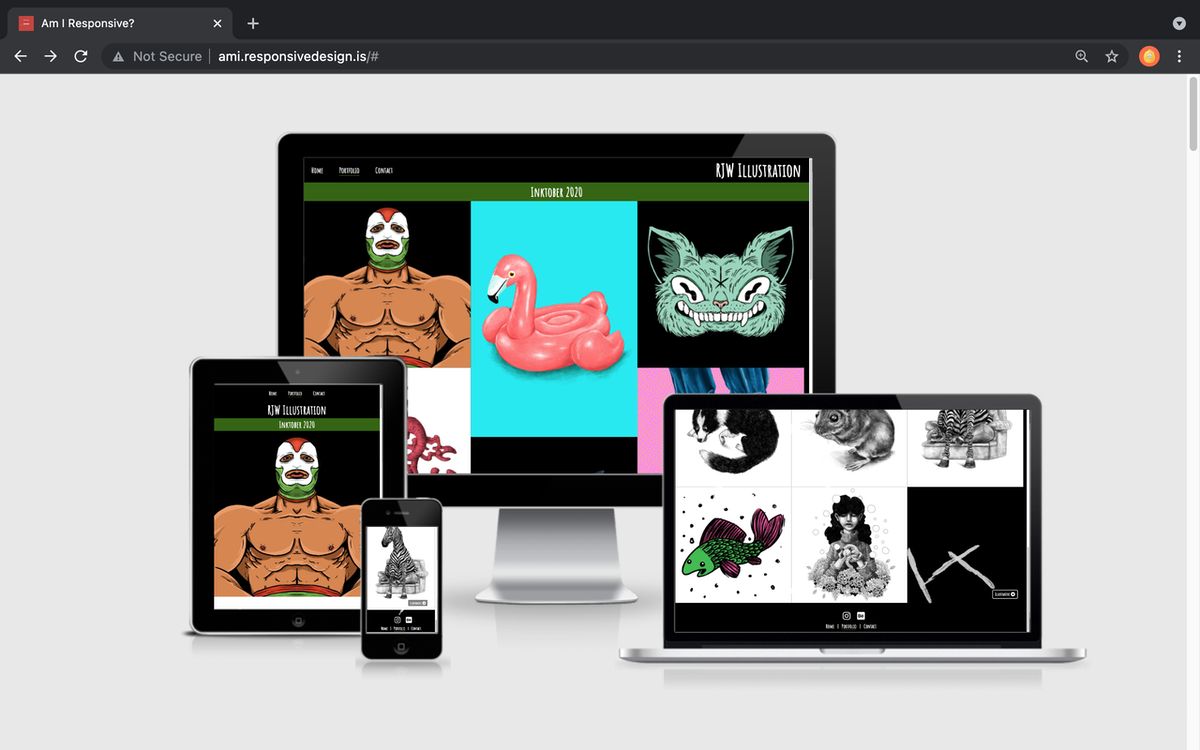 Am I Responsive?
Not Secure
ami.responsivedesign.is/#
Home Portfolio Contact
RJW Illustration
Inktober 2020
Home Portfolio Contact
RJW Illustration
Inktober 2020
Home | Portfolio | Contact
Home | Portfolio | Contact